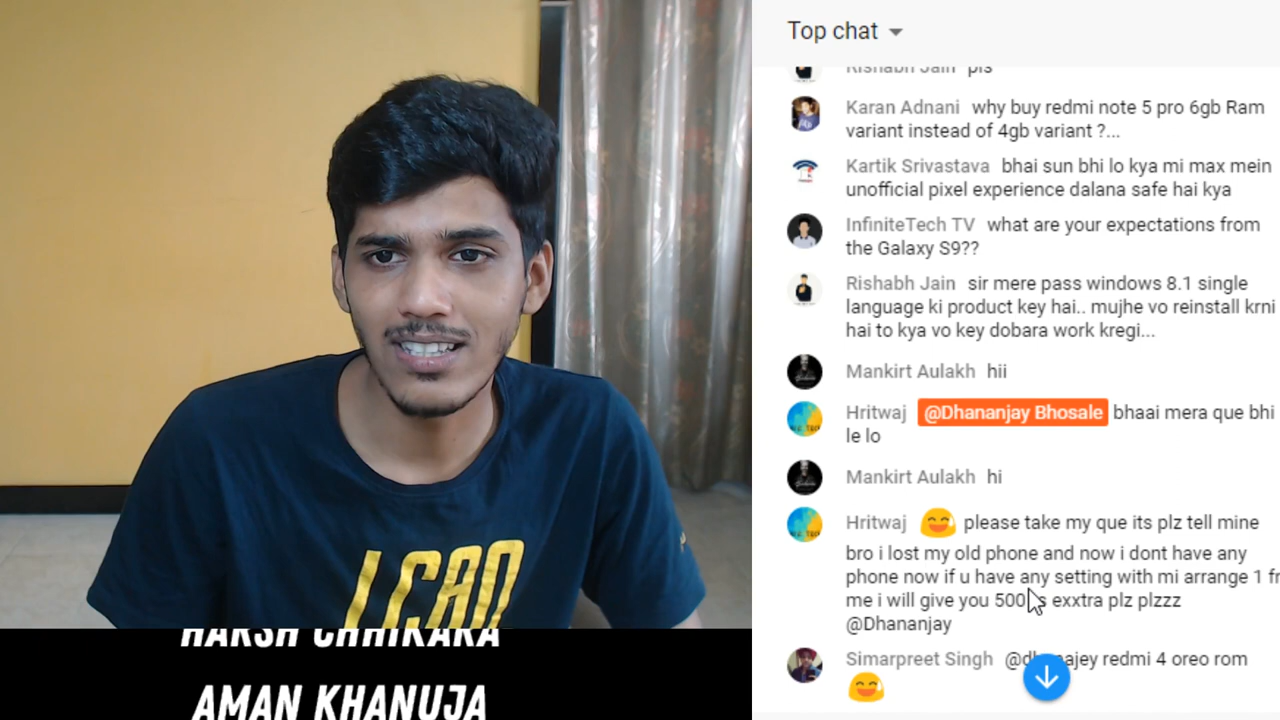 Top chat
Rishabh Jain pls
Karan Adnani why buy redmi note 5 pro 6gb Ram
variant instead of 4gb variant ?...
Kartik Srivastava bhai sun bhi lo kya mi max mein
unofficial pixel experience dalana safe hai kya
InfiniteTech TV what are your expectations from
the Galaxy S9??
Rishabh Jain sir mere pass windows 8.1 single
language ki product key hai.. mujhe vo reinstall krni
hai to kya vo key dobara work kregi...
Mankirt Aulakh hii
Hritwaj @Dhananjay Bhosale bhaai mera que bhi
le lo
Mankirt Aulakh hi
Hritwaj please take my que its plz tell mine
bro i lost my old phone and now i dont have any
phone now if u have any setting with mi arrange 1 fr
me i will give you 500 exxtra plz plzzz
@Dhananjay
Simarpreet Singh redmi 4 oreo rom
HARSH CHHIKARA
AMAN KHANUJA